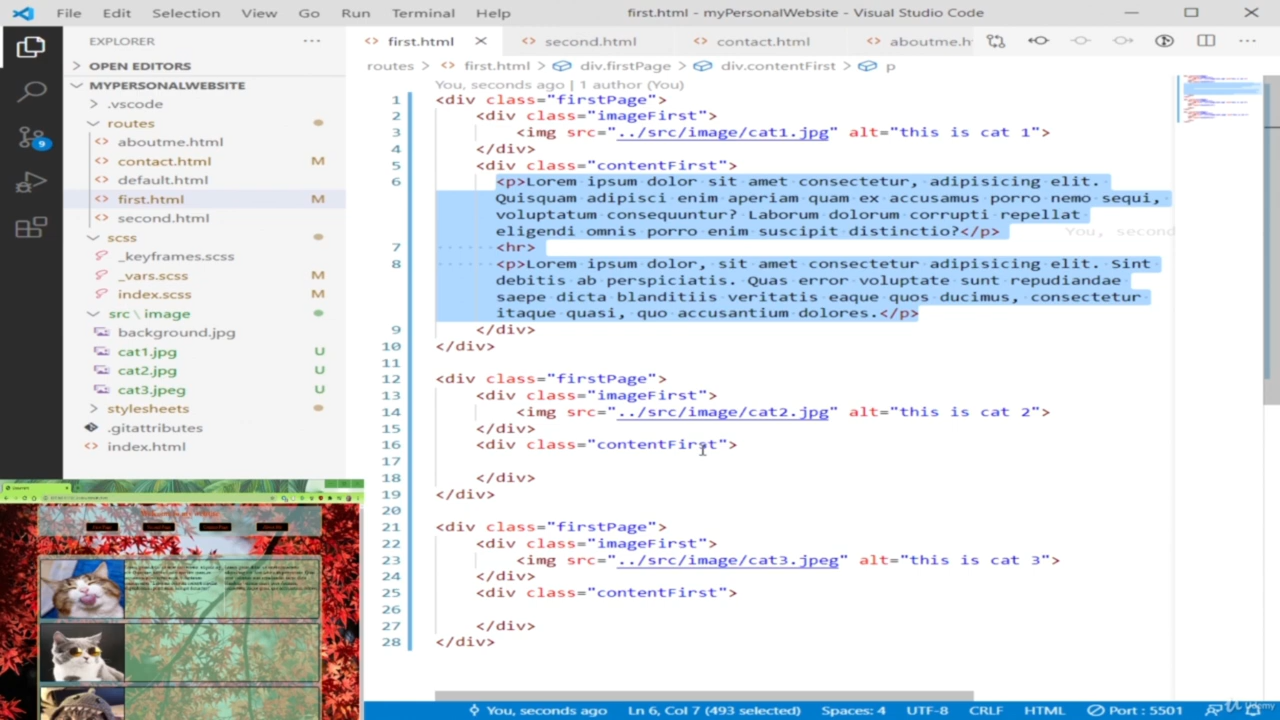 File Edit Selection View Go Run Terminal Help
first.html - myPersonalWebsite - Visual Studio Code
EXPLORER
OPEN EDITORS
MYPERSONALWEBSITE
.vscode
routes
aboutme.html
contact.html M
default.html
first.html M
second.html
scss
_keyframes.scss
_vars.scss M
index.scss M
src \ image
background.jpg
cat1.jpg U
cat2.jpg U
cat3.jpeg U
stylesheets
.gitattributes
index.html
9
first.html second.html contact.html aboutme.h
routes > first.html > div.firstPage > div.contentFirst > p
You, seconds ago | 1 author (You)
1 <div class="firstPage">
2 <div class="imageFirst">
3 <img src="../src/image/cat1.jpg" alt="this is cat 1">
4 </div>
5 <div class="contentFirst">
6 <p>Lorem ipsum dolor sit amet consectetur, adipisicing elit.
Quisquam adipisci enim aperiam quam ex accusamus porro nemo sequi,
voluptatum consequuntur? Laborum dolorum corrupti repellat
eligendi omnis porro enim suscipit distinctio?</p> You, second
7 <hr>
8 <p>Lorem ipsum dolor, sit amet consectetur adipisicing elit. Sint
debitis ab perspiciatis. Quas error voluptate sunt repudiandae
saepe dicta blanditiis veritatis eaque quos ducimus, consectetur
itaque quasi, quo accusantium dolores.</p>
9 </div>
10 </div>
11
12 <div class="firstPage">
13 <div class="imageFirst">
14 <img src="../src/image/cat2.jpg" alt="this is cat 2">
15 </div>
16 <div class="contentFirst">
17
18 </div>
19 </div>
20
21 <div class="firstPage">
22 <div class="imageFirst">
23 <img src="../src/image/cat3.jpeg" alt="this is cat 3">
24 </div>
25 <div class="contentFirst">
26
27 </div>
28 </div>
You, seconds ago Ln 6, Col 7 (493 selected) Spaces: 4 UTF-8 CRLF HTML Port : 5501
Udemy